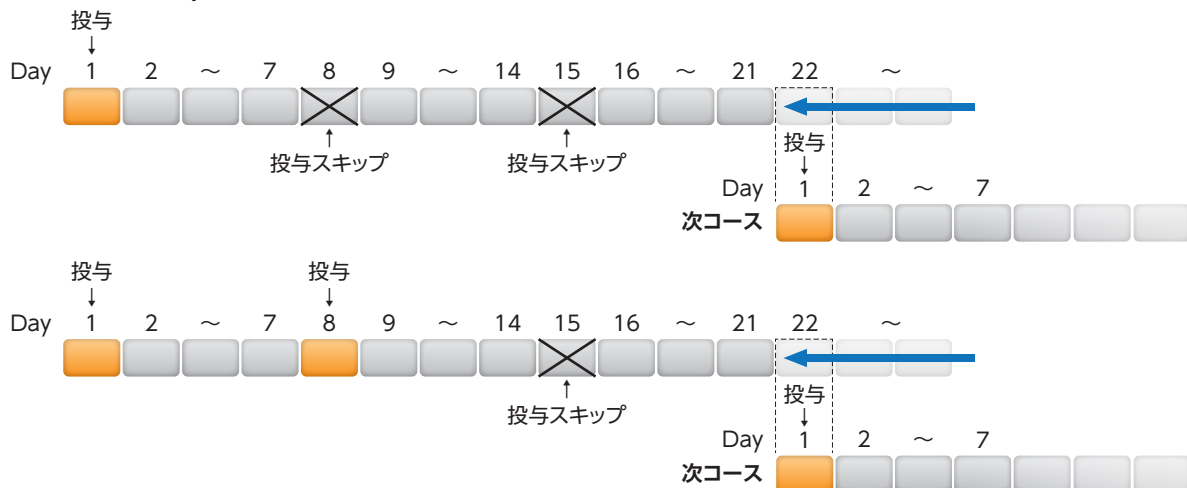 投与
↓
Day 1 2 ～ 7 8 9 ～ 14 15 16 ～ 21 22 ～
↑ ↑ 投与
投与スキップ 投与スキップ ↓
Day 1 2 ～ 7
次コース
投与 投与
↓ ↓
Day 1 2 ～ 7 8 9 ～ 14 15 16 ～ 21 22 ～
↑ 投与
投与スキップ ↓
Day 1 2 ～ 7
次コース